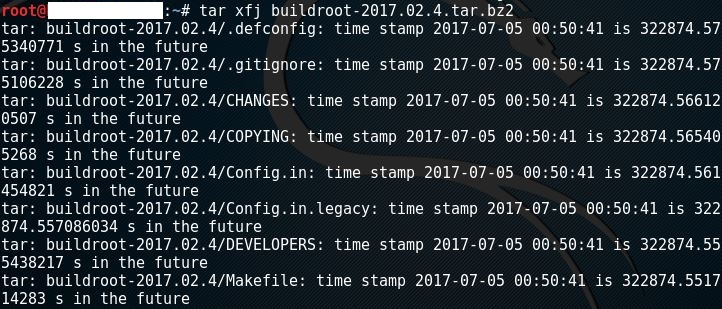 root@ :~# tar xfj buildroot-2017.02.4.tar.bz2
tar: buildroot-2017.02.4/.defconfig: time stamp 2017-07-05 00:50:41 is 322874.57
5340771 s in the future
tar: buildroot-2017.02.4/.gitignore: time stamp 2017-07-05 00:50:41 is 322874.57
5106228 s in the future
tar: buildroot-2017.02.4/CHANGES: time stamp 2017-07-05 00:50:41 is 322874.56612
0507 s in the future
tar: buildroot-2017.02.4/COPYING: time stamp 2017-07-05 00:50:41 is 322874.56540
5268 s in the future
tar: buildroot-2017.02.4/Config.in: time stamp 2017-07-05 00:50:41 is 322874.561
454821 s in the future
tar: buildroot-2017.02.4/Config.in.legacy: time stamp 2017-07-05 00:50:41 is 322
874.557086034 s in the future
tar: buildroot-2017.02.4/DEVELOPERS: time stamp 2017-07-05 00:50:41 is 322874.55
5438217 s in the future
tar: buildroot-2017.02.4/Makefile: time stamp 2017-07-05 00:50:41 is 322874.5517
14283 s in the future